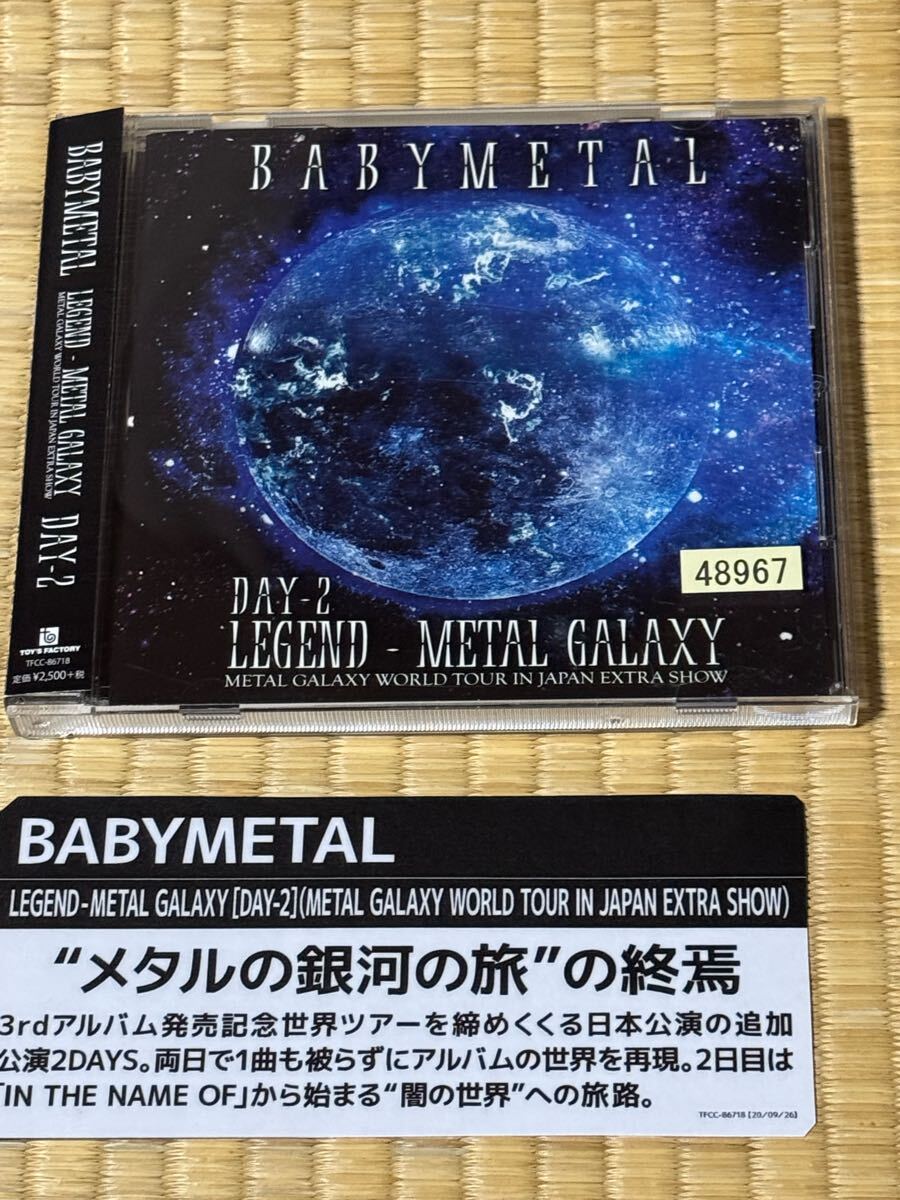 BABYMETAL LEGEND - METAL GALAXY DAY-2
METAL GALAXY WORLD TOUR IN JAPAN EXTRA SHOW
TOY'S FACTORY
TFCC-86718
定価¥2,500+税
BABYMETAL
48967
DAY-2
LEGEND - METAL GALAXY
METAL GALAXY WORLD TOUR IN JAPAN EXTRA SHOW
BABYMETAL
LEGEND-METAL GALAXY[DAY-2](METAL GALAXY WORLD TOUR IN JAPAN EXTRA SHOW)
“メタルの銀河の旅”の終焉
3rdアルバム発売記念世界ツアーを締めくくる日本公演の追加
公演2DAYS。両日で1曲も被らずにアルバムの世界を再現。2日目は
「IN THE NAME OF」から始まる“闇の世界”への旅路。
TFCC-86718 [20/09/26]